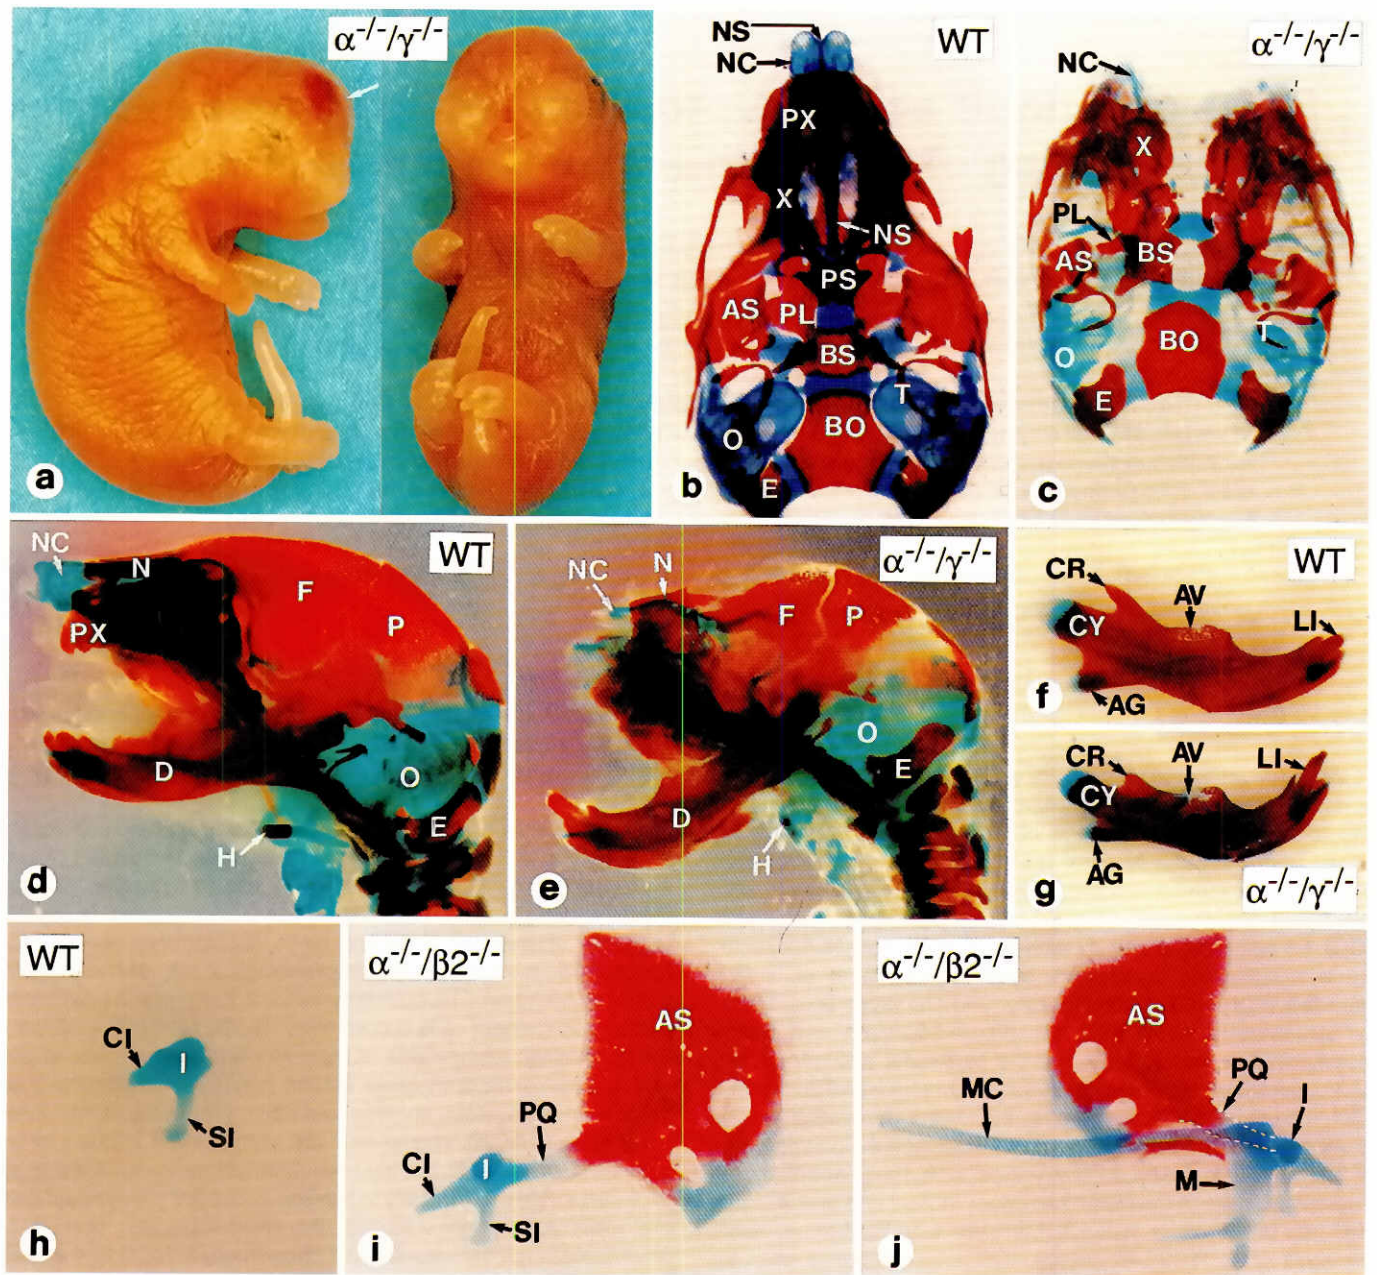 α⁻/⁻/γ⁻/⁻
a
NS
NC
WT
PX
X
NS
PS
AS
PL
BS
T
BO
O
E
b
α⁻/⁻/γ⁻/⁻
NC
X
PL
BS
AS
T
O
BO
E
c
NC
N
WT
F
PX
P
D
O
E
H
d
N
NC
α⁻/⁻/γ⁻/⁻
F
P
O
E
D
H
e
WT
CR
AV
CY
LI
AG
f
CR
AV
LI
CY
AG
α⁻/⁻/γ⁻/⁻
g
WT
CI
I
SI
h
α⁻/⁻/β2⁻/⁻
AS
PQ
CI
I
SI
i
α⁻/⁻/β2⁻/⁻
AS
MC
PQ
I
M
j